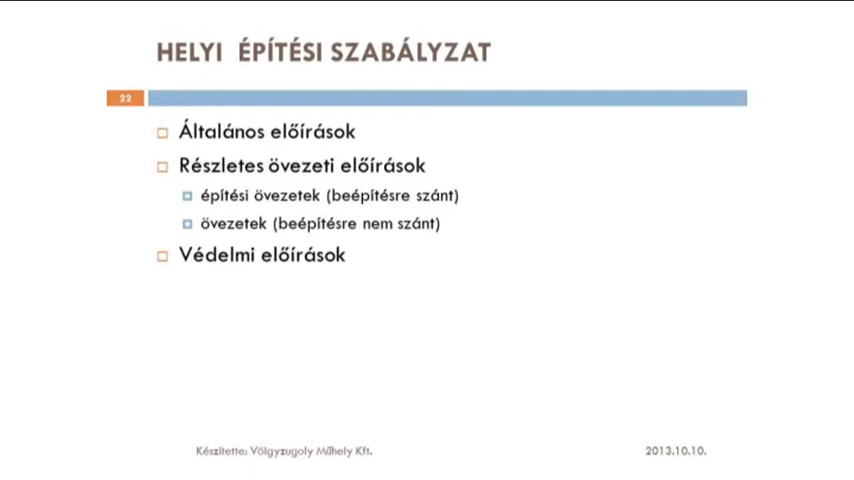 HELYI ÉPÍTÉSI SZABÁLYZAT
22
Általános előírások
Részletes övezeti előírások
építési övezetek (beépítésre szánt)
övezetek (beépítésre nem szánt)
Védelmi előírások
Készítette: Völgyzugoly Műhely Kft.
2013.10.10.